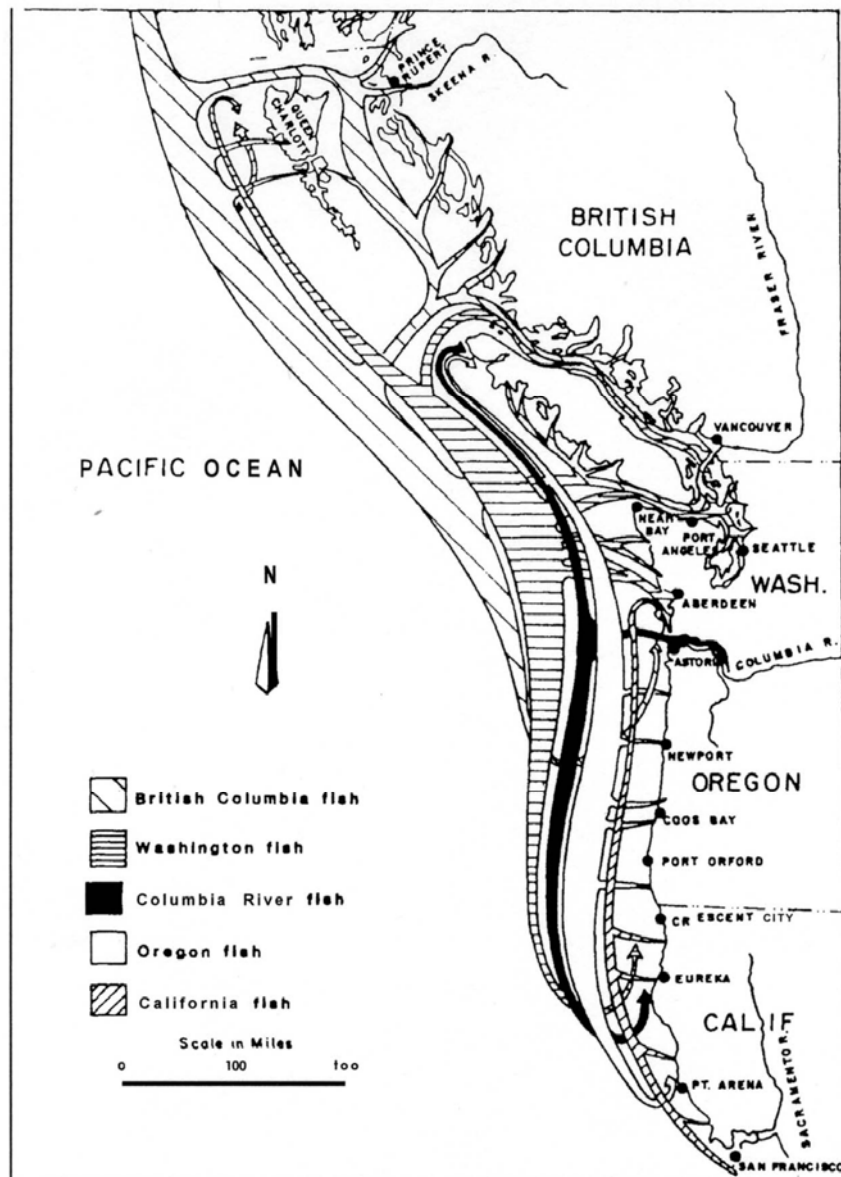 PRINCE
RUPERT
SKEENA R.
QUEEN
CHARLOTT
BRITISH
COLUMBIA
FRASER RIVER
VANCOUVER
PACIFIC OCEAN
NEAH
BAY
PORT
ANGELES
SEATTLE
WASH.
N
ABERDEEN
COLUMBIA R.
ASTORI
NEWPORT
OREGON
British Columbia fish
COOS BAY
Washington fish
PORT ORFORD
Columbia River fish
CRESCENT CITY
Oregon fish
EUREKA
California fish
CALIF
Scale in Miles
0 100 too
SACRAMENTO R.
PT. ARENA
SAN FRANCISCO